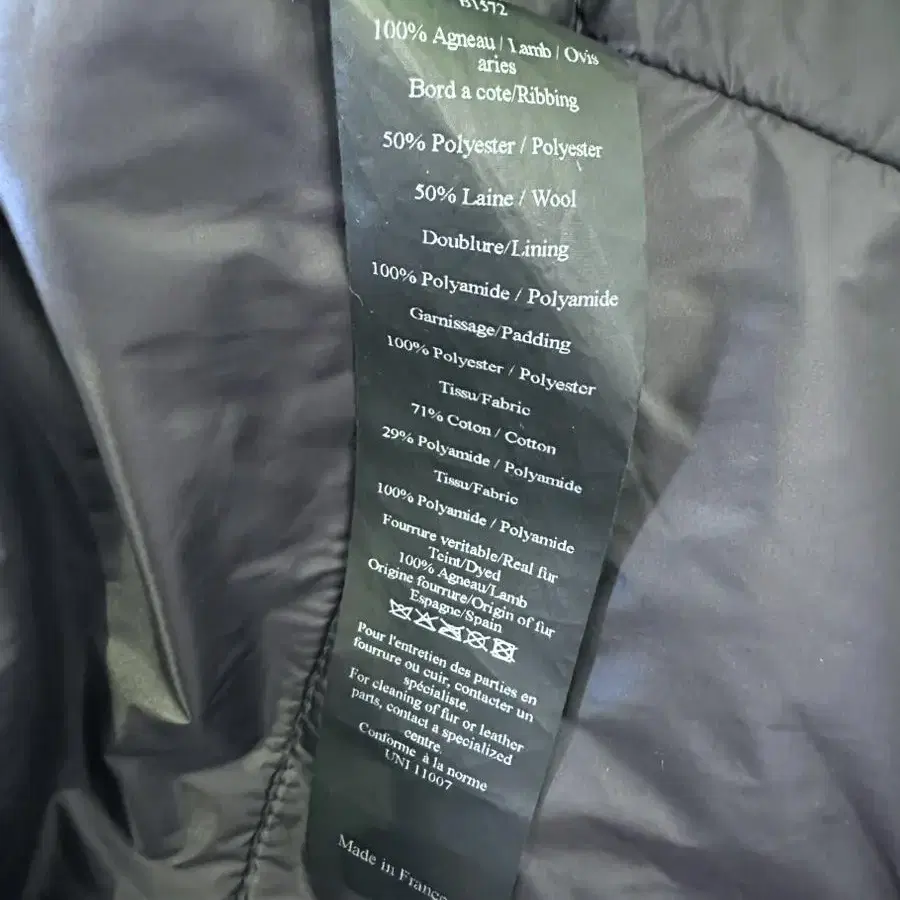 B1572
100% Agneau / Lamb / Ovis
aries
Bord a cote/Ribbing
50% Polyester / Polyester
50% Laine / Wool
Doublure/Lining
100% Polyamide / Polyamide
Garnissage/Padding
100% Polyester / Polyester
Tissu/Fabric
71% Coton / Cotton
29% Polyamide / Polyamide
Tissu/Fabric
100% Polyamide / Polyamide
Fourrure veritable/Real fur
Teint/Dyed
100% Agneau/Lamb
Origine fourrure/Origin of fur
Espagne/Spain
Pour l'entretien des parties en
fourrure ou cuir, contacter un
spécialiste.
For cleaning of fur or leather
parts, contact a specialized
centre.
Conforme à la norme
UNI 11007
Made in France